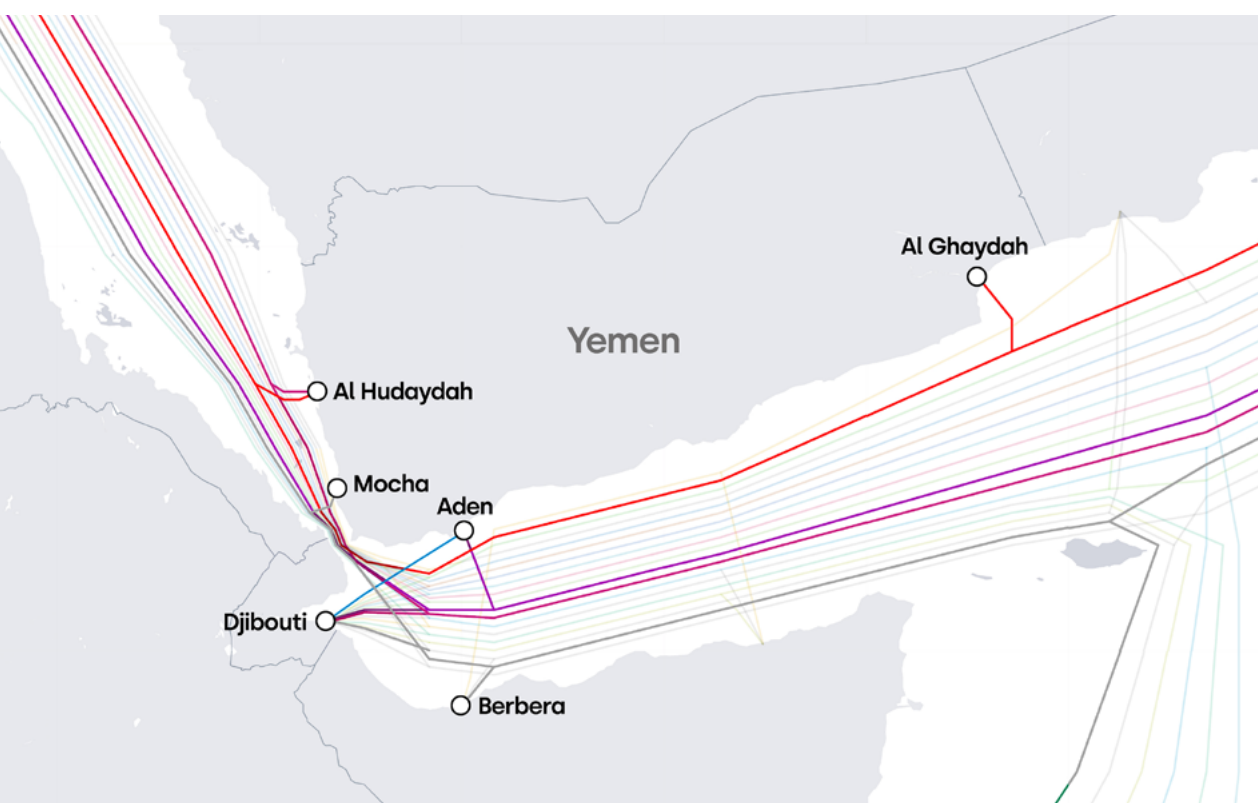 Al Ghaydah
Yemen
Al Hudaydah
Mocha
Aden
Djibouti
Berbera